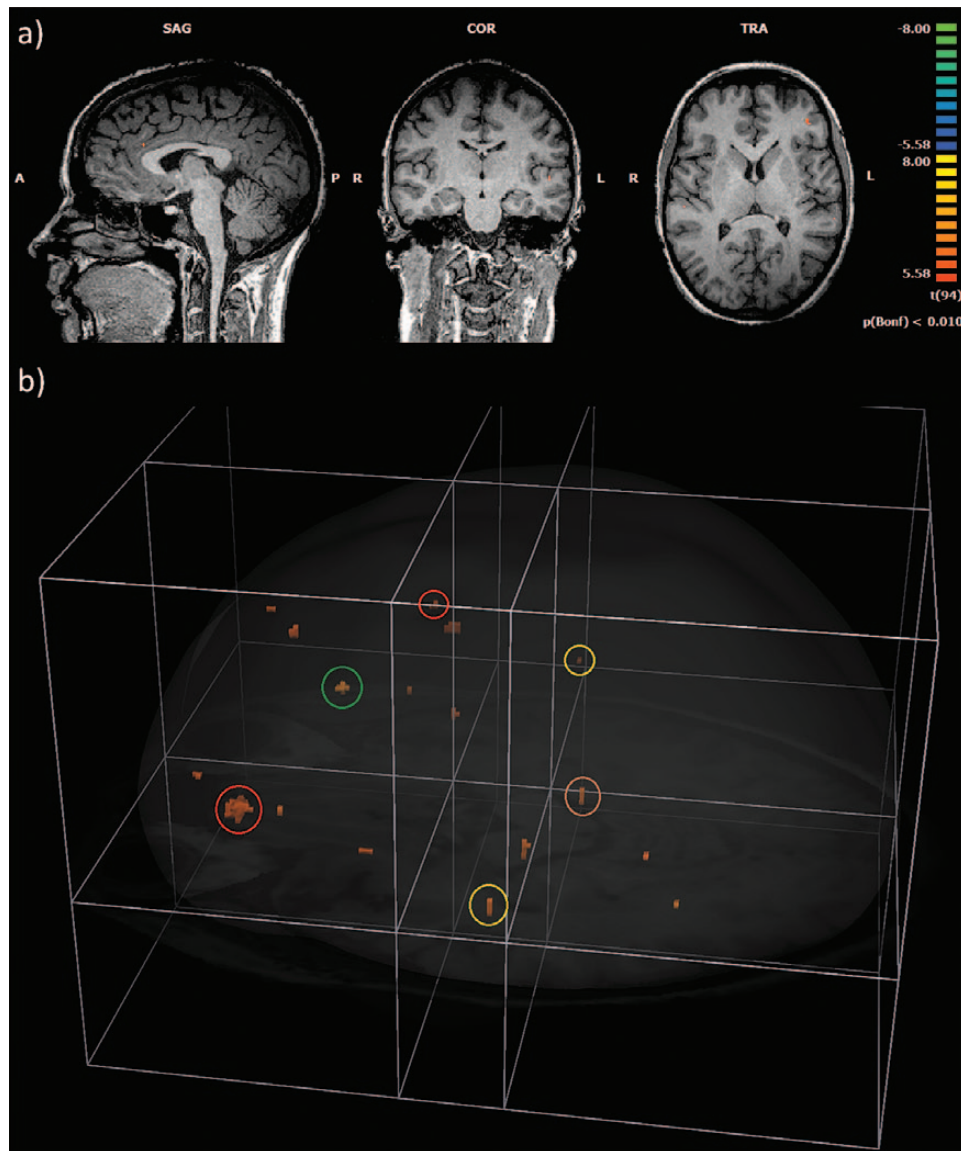 a)
SAG
COR
TRA
A
P
R
L
R
L
-8.00
-5.58
8.00
5.58
t(94)
p(Bonf) < 0.010
b)